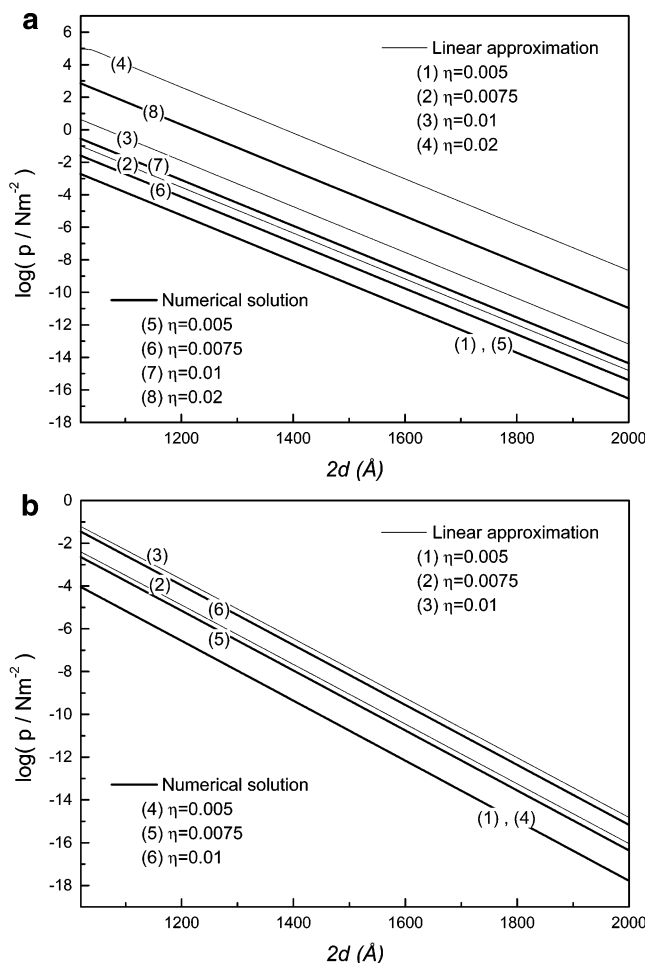 a
6
4
2
0
-2
-4
-6
-8
-10
-12
-14
-16
-18
log( p / Nm-2 )
Linear approximation
(1) η=0.005
(2) η=0.0075
(3) η=0.01
(4) η=0.02
(4)
(8)
(3)
(2) (7)
(6)
(1) , (5)
Numerical solution
(5) η=0.005
(6) η=0.0075
(7) η=0.01
(8) η=0.02
1200 1400 1600 1800 2000
2d (Å)
b
0
-2
-4
-6
-8
-10
-12
-14
-16
-18
log( p / Nm-2 )
Linear approximation
(1) η=0.005
(2) η=0.0075
(3) η=0.01
(3)
(2)
(6)
(5)
(1) , (4)
Numerical solution
(4) η=0.005
(5) η=0.0075
(6) η=0.01
1200 1400 1600 1800 2000
2d (Å)